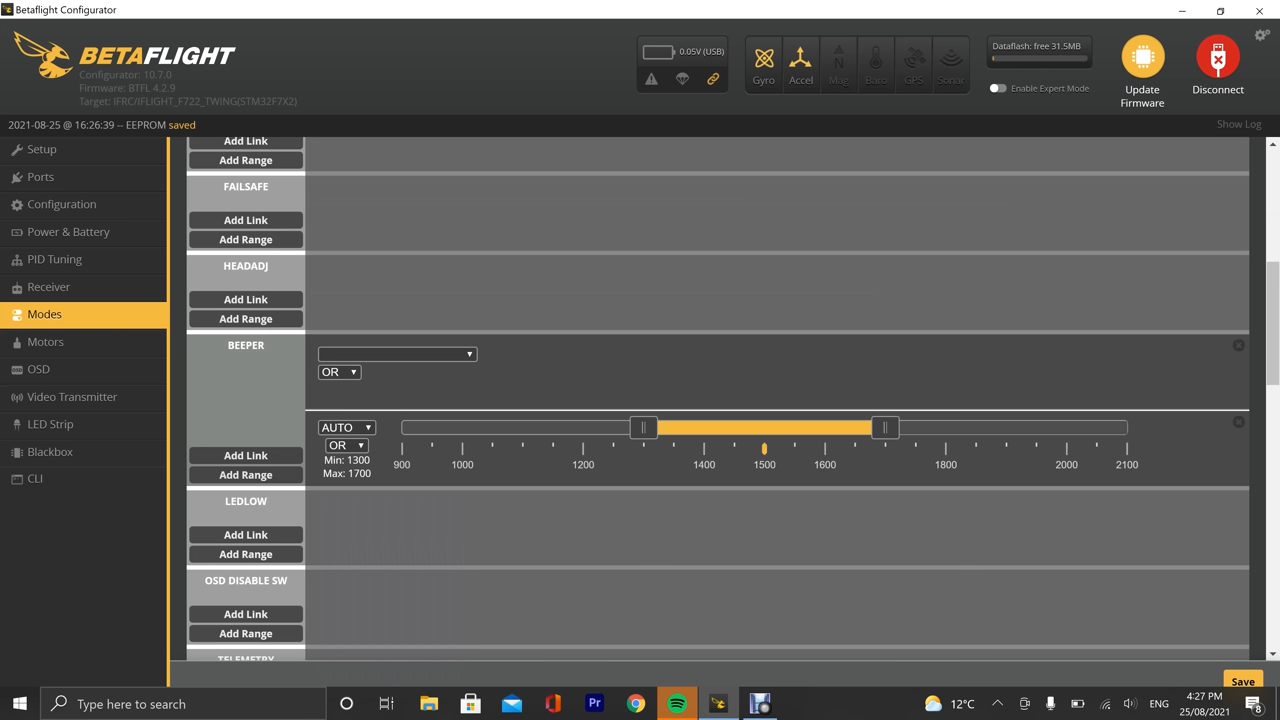 Betaflight Configurator
BETAFLIGHT
Configurator: 10.7.0
Firmware: BTFL 4.2.9
Target: IFRC/IFLIGHT_F722_TWING(STM32F7X2)
0.05V (USB)
Gyro
Accel
Mag
Baro
GPS
Sonar
Dataflash: free 31.5MB
Enable Expert Mode
Update
Firmware
Disconnect
2021-08-25 @ 16:26:39 -- EEPROM saved
Show Log
Setup
Ports
Configuration
Power & Battery
PID Tuning
Receiver
Modes
Motors
OSD
Video Transmitter
LED Strip
Blackbox
CLI
Add Link
Add Range
FAILSAFE
Add Link
Add Range
HEADADJ
Add Link
Add Range
BEEPER
OR
AUTO
OR
Min: 1300
Max: 1700
900 1000 1200 1400 1500 1600 1800 2000 2100
Add Link
Add Range
LEDLOW
Add Link
Add Range
OSD DISABLE SW
Add Link
Add Range
TELEMETRY
Save
Type here to search
Pr
12°C
ENG
4:27 PM
25/08/2021
8